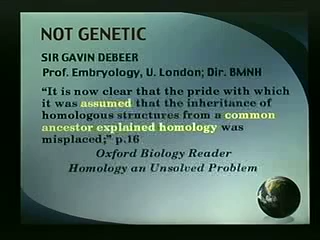 NOT GENETIC
SIR GAVIN DEBEER
Prof. Embryology, U. London; Dir. BMNH
"It is now clear that the pride with which
it was assumed that the inheritance of
homologous structures from a common
ancestor explained homology was
misplaced;" p.16
Oxford Biology Reader
Homology an Unsolved Problem